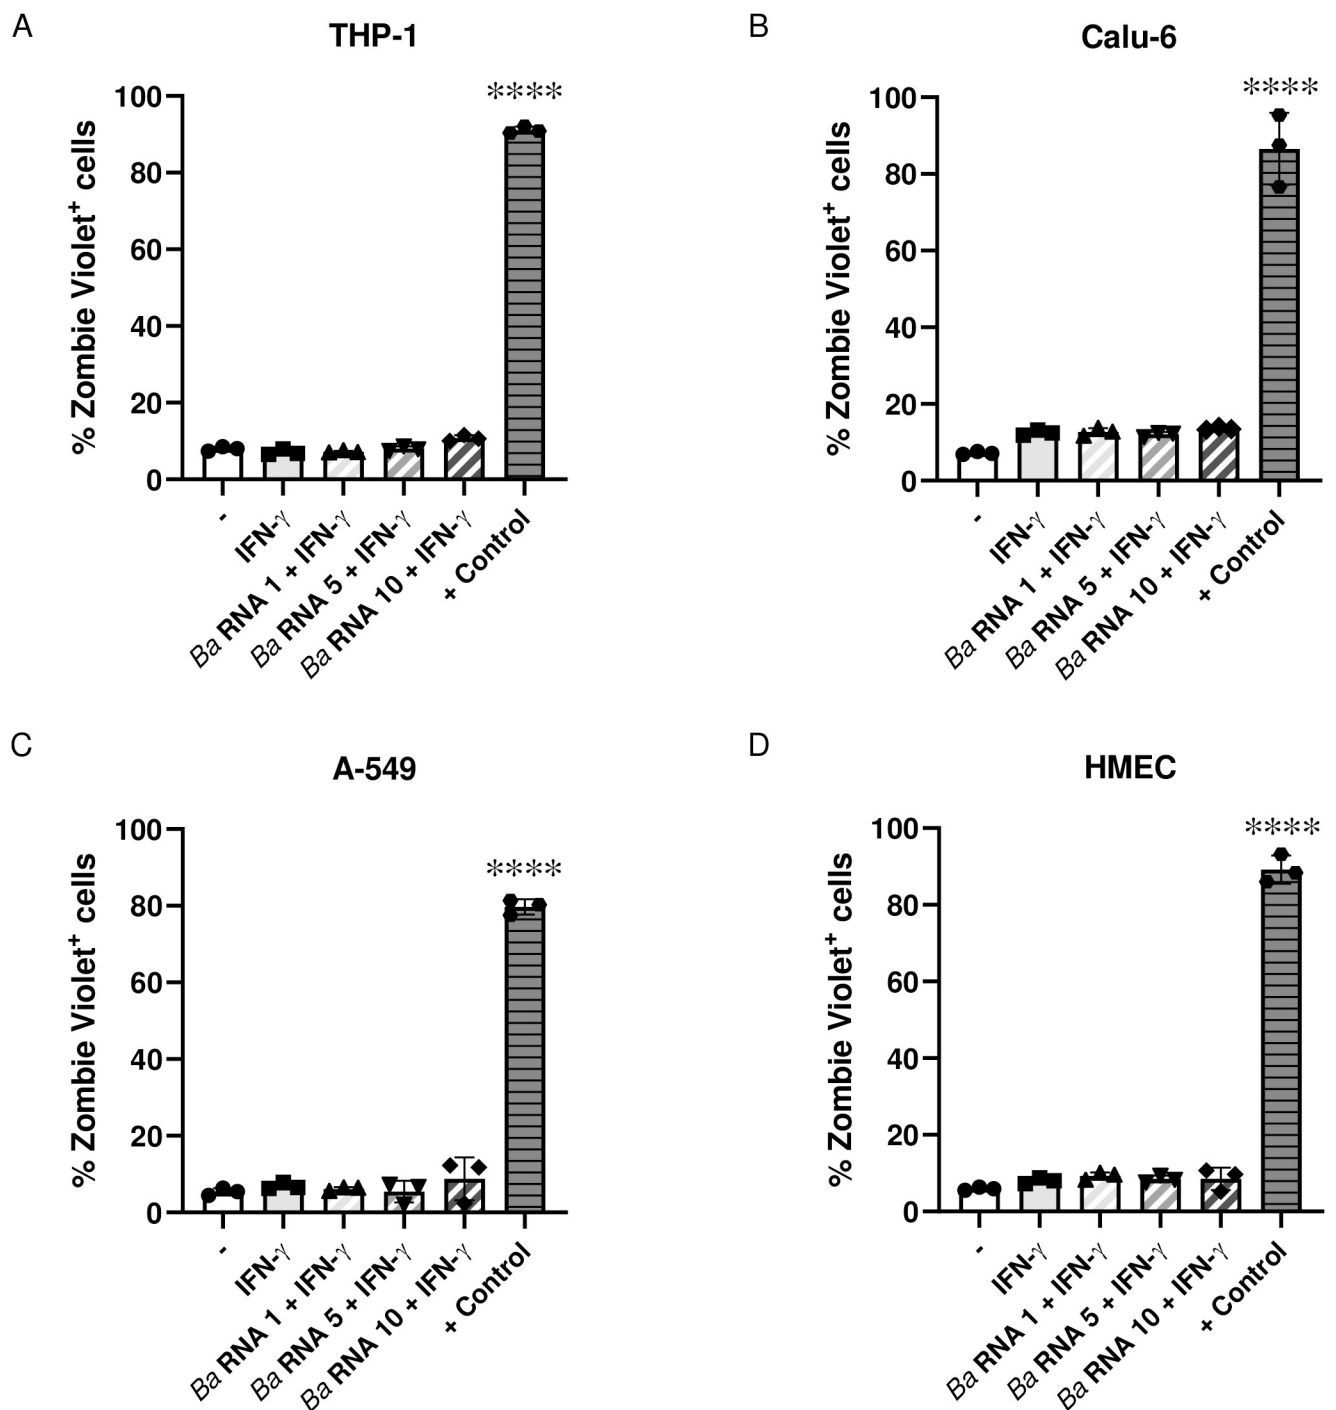 A
THP-1
% Zombie Violet⁺ cells
100
80
60
40
20
0
****
-
IFN-γ
Ba RNA 1 + IFN-γ
Ba RNA 5 + IFN-γ
Ba RNA 10 + IFN-γ
+ Control
B
Calu-6
% Zombie Violet⁺ cells
100
80
60
40
20
0
****
-
IFN-γ
Ba RNA 1 + IFN-γ
Ba RNA 5 + IFN-γ
Ba RNA 10 + IFN-γ
+ Control
C
A-549
% Zombie Violet⁺ cells
100
80
60
40
20
0
****
-
IFN-γ
Ba RNA 1 + IFN-γ
Ba RNA 5 + IFN-γ
Ba RNA 10 + IFN-γ
+ Control
D
HMEC
% Zombie Violet⁺ cells
100
80
60
40
20
0
****
-
IFN-γ
Ba RNA 1 + IFN-γ
Ba RNA 5 + IFN-γ
Ba RNA 10 + IFN-γ
+ Control